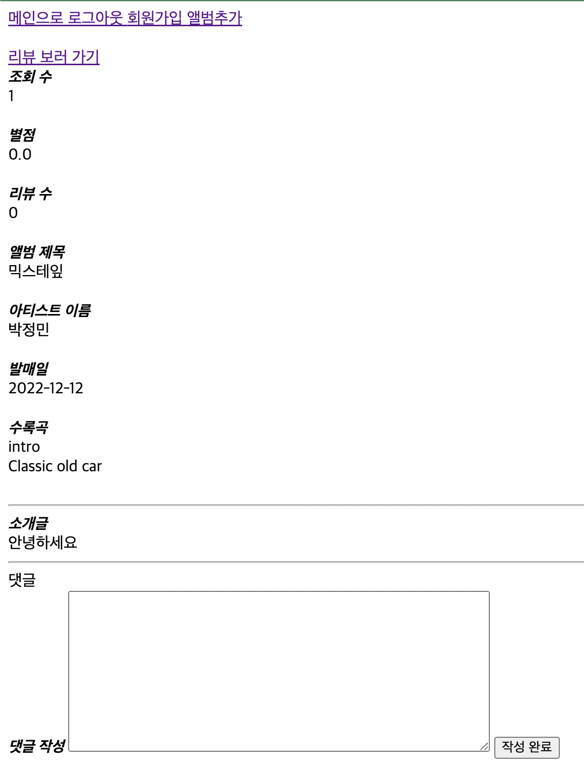 메인으로 로그아웃 회원가입 앨범추가
리뷰 보러 가기
조회 수
1
별점
0.0
리뷰 수
0
앨범 제목
믹스테잎
아티스트 이름
박정민
발매일
2022-12-12
수록곡
intro
Classic old car
소개글
안녕하세요
댓글
댓글 작성 작성 완료